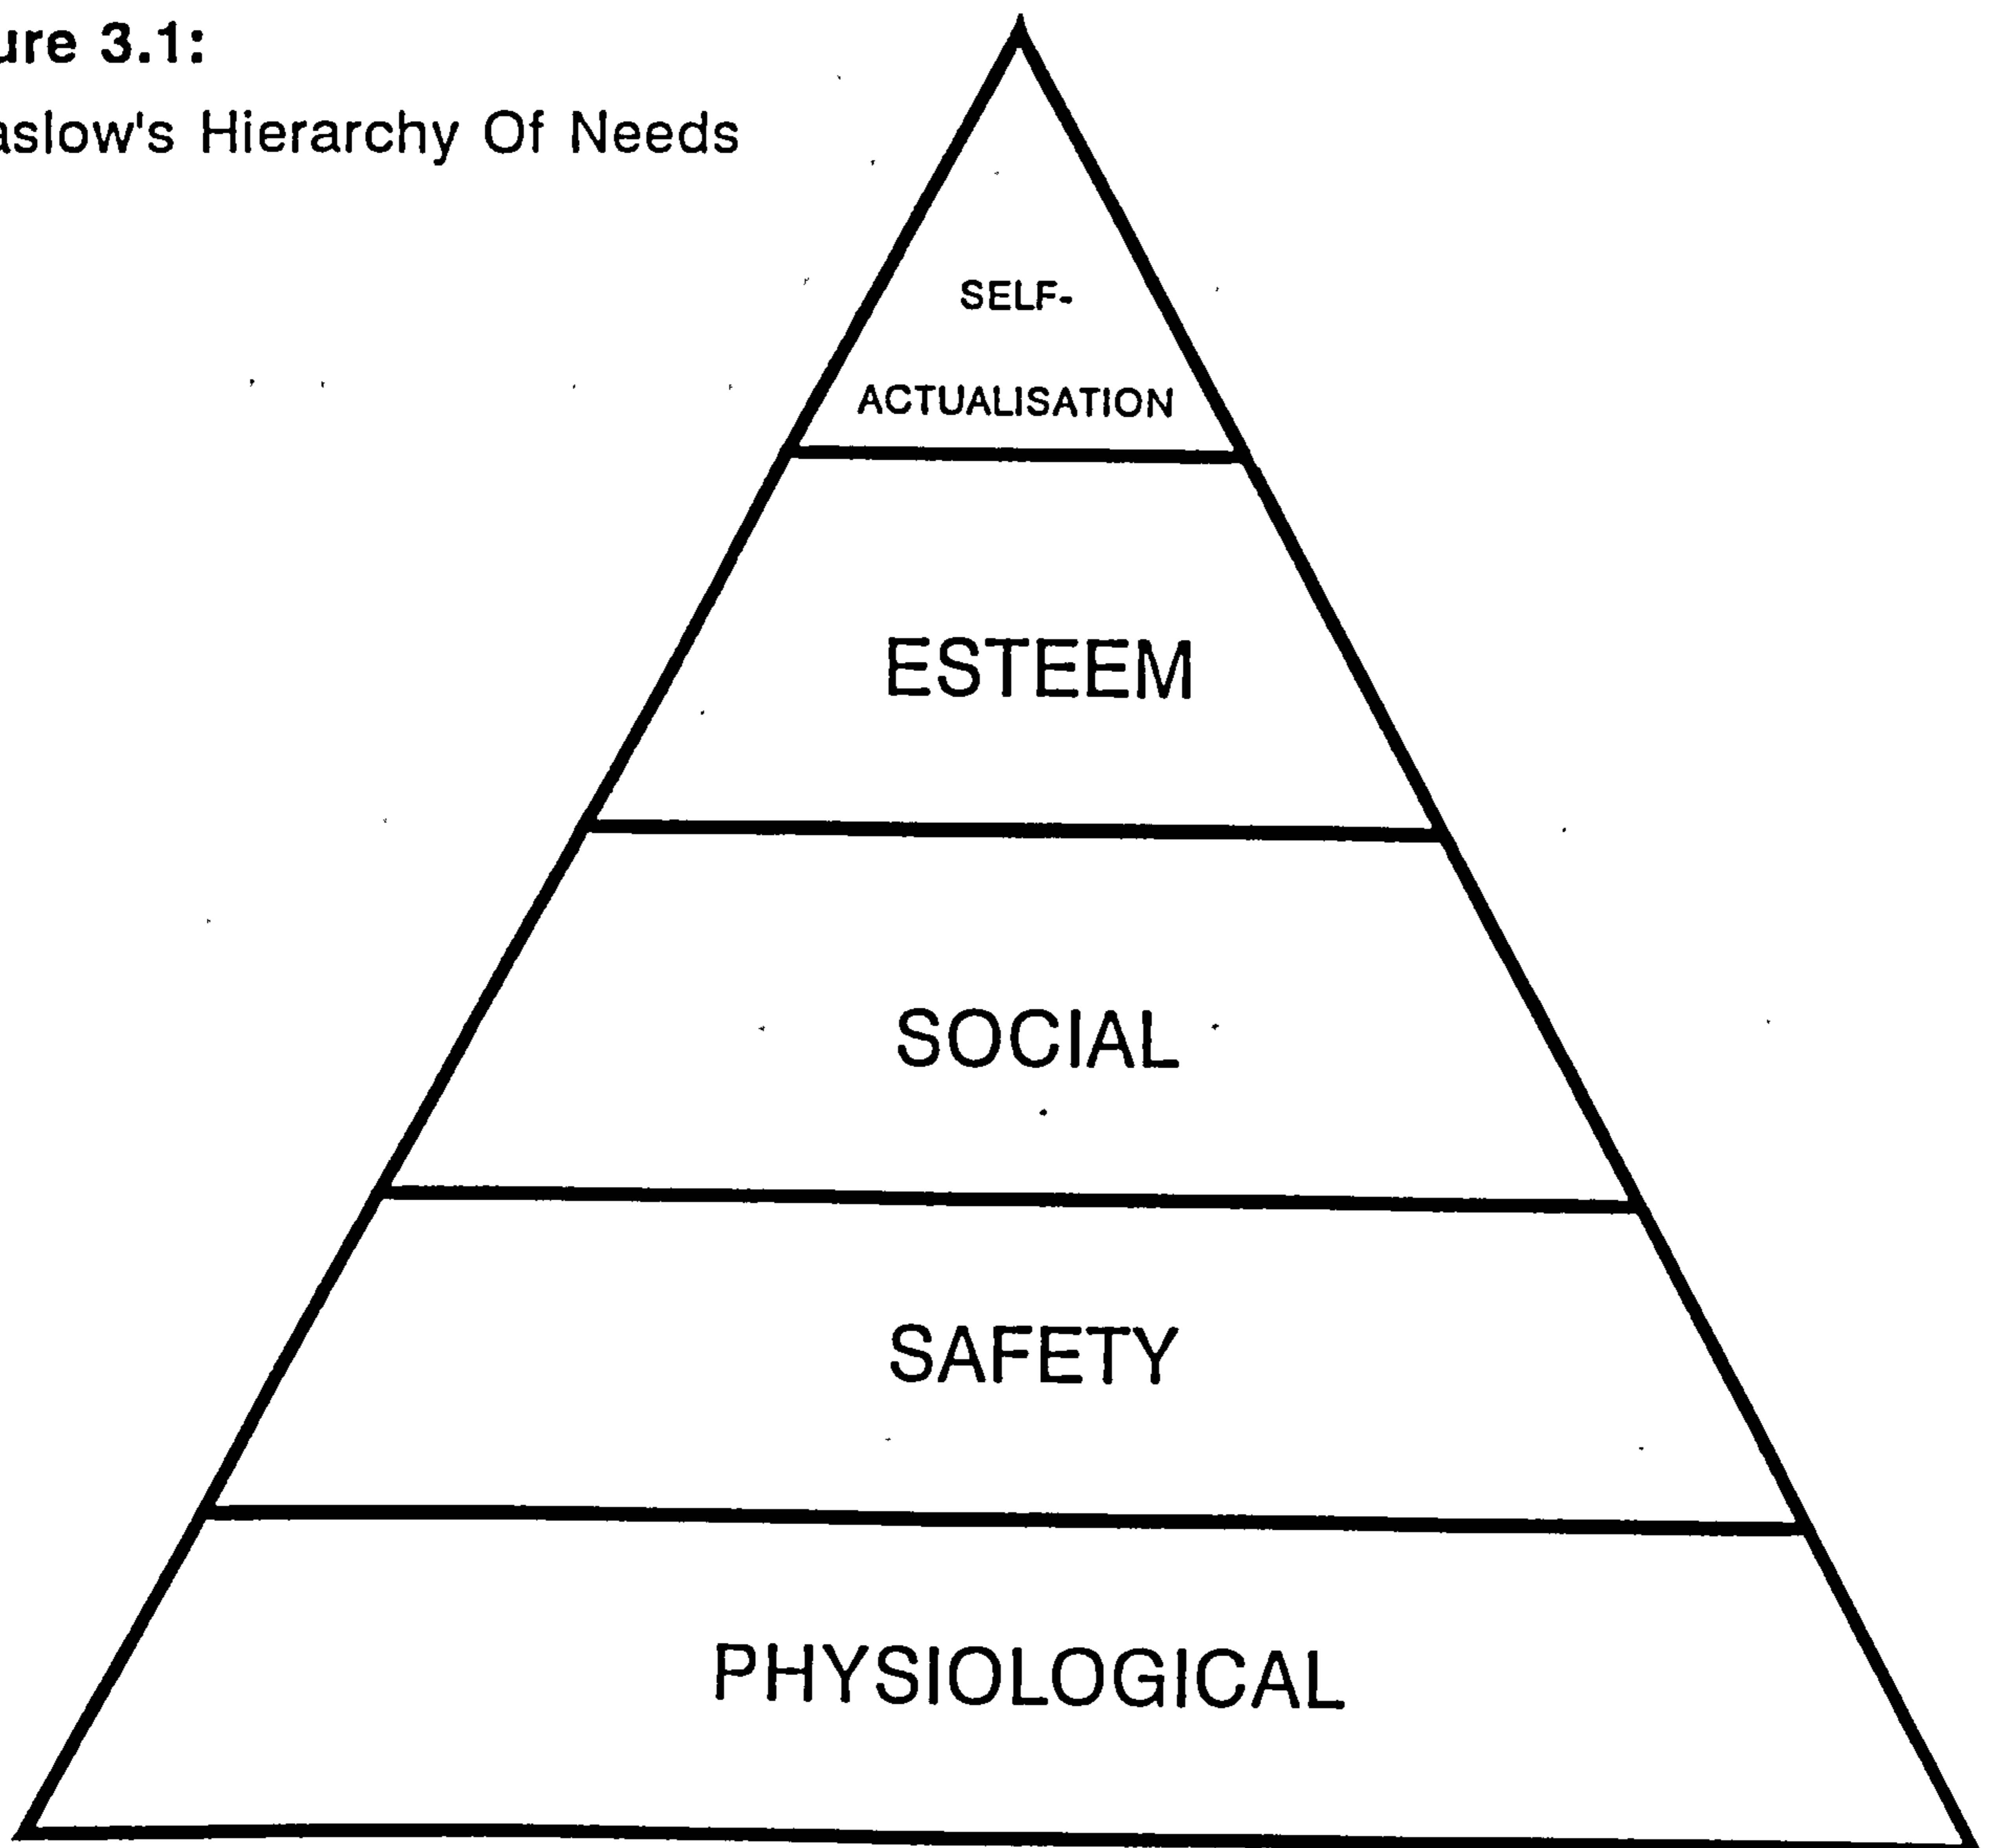 ure 3.1:
aslow's Hierarchy Of Needs
SELF-
ACTUALISATION
ESTEEM
SOCIAL
SAFETY
PHYSIOLOGICAL